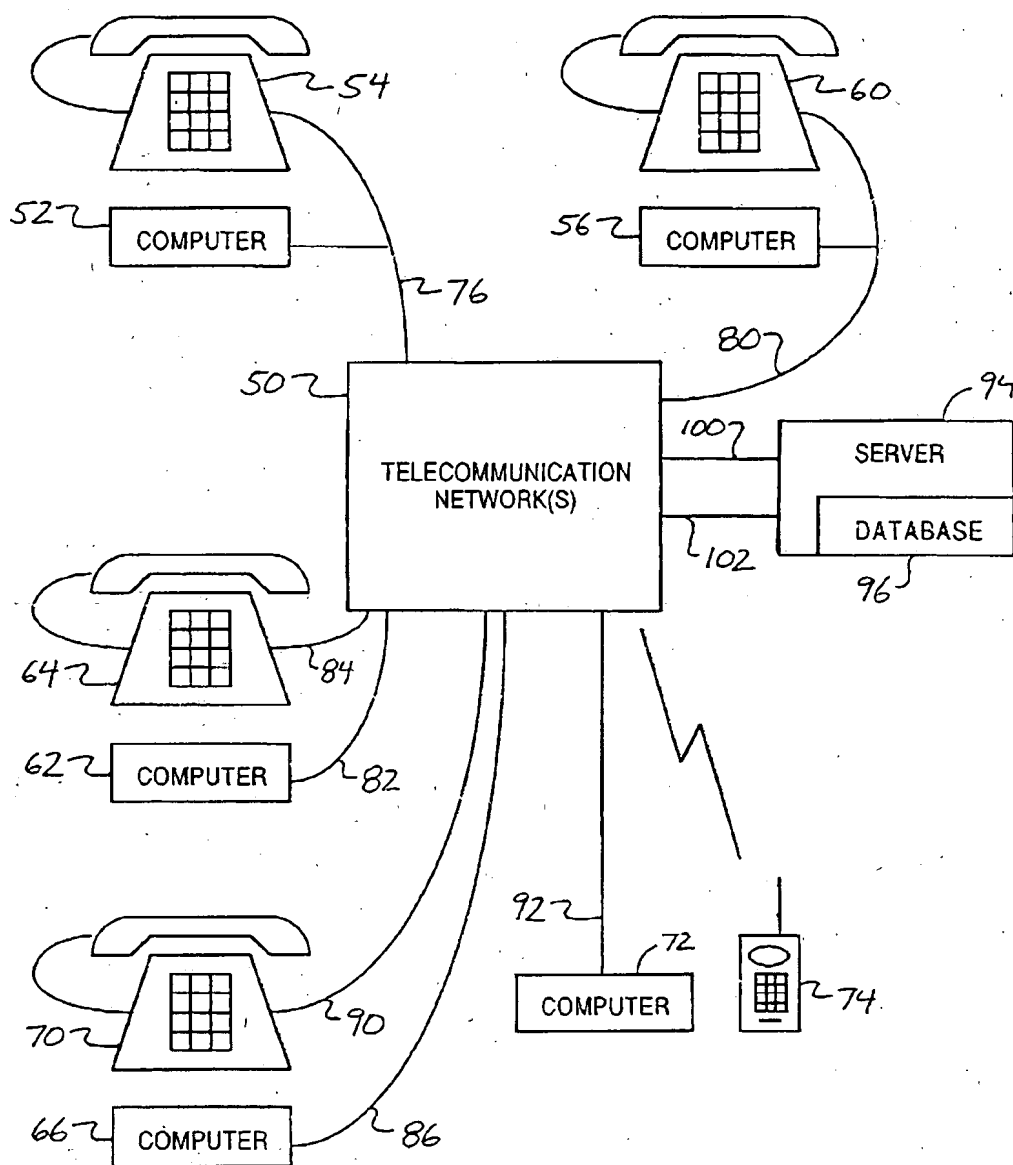 54
60
52
COMPUTER
56
COMPUTER
76
80
50
94
100
SERVER
TELECOMMUNICATION
NETWORK(S)
DATABASE
102
96
64
84
62
COMPUTER
82
92
72
COMPUTER
74
70
90
66
COMPUTER
86